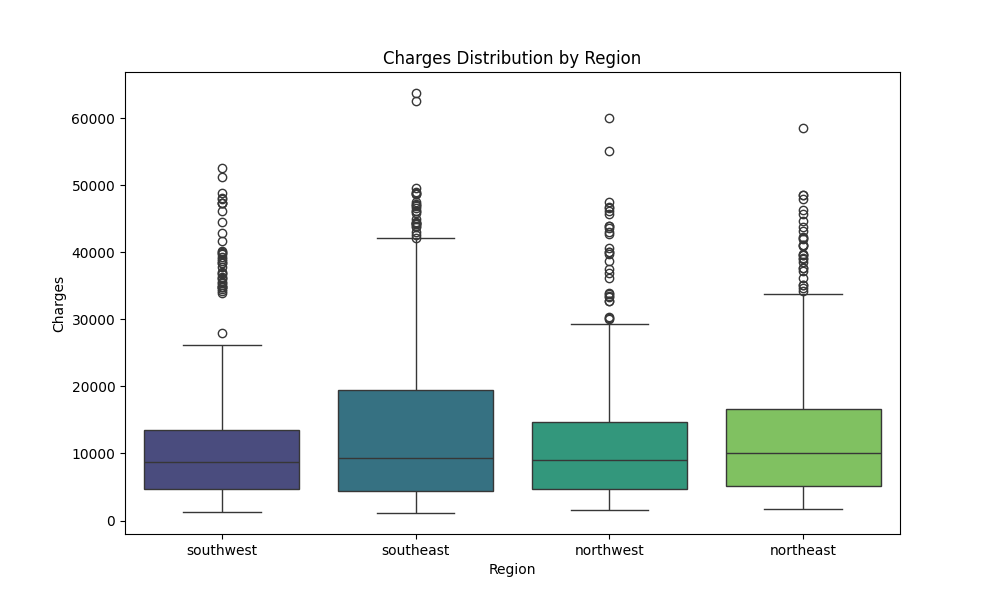 Charges Distribution by Region
Charges
60000
50000
40000
30000
20000
10000
0
southwest southeast northwest northeast
Region